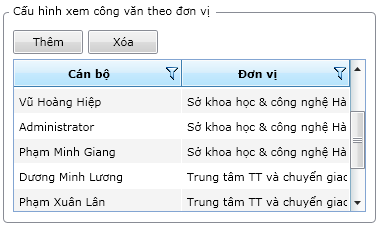 Cấu hình xem công văn theo đơn vị
Thêm Xóa
Cán bộ Đơn vị
Vũ Hoàng Hiệp Sở khoa học & công nghệ Hà
Administrator Sở khoa học & công nghệ Hà
Phạm Minh Giang Sở khoa học & công nghệ Hà
Dương Minh Lương Trung tâm TT và chuyển giao
Phạm Xuân Lân Trung tâm TT và chuyển giao